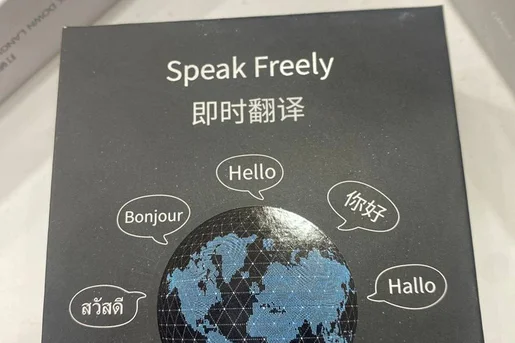 Speak Freely
即时翻译
Hello
Bonjour
你好
สวัสดี
Hallo